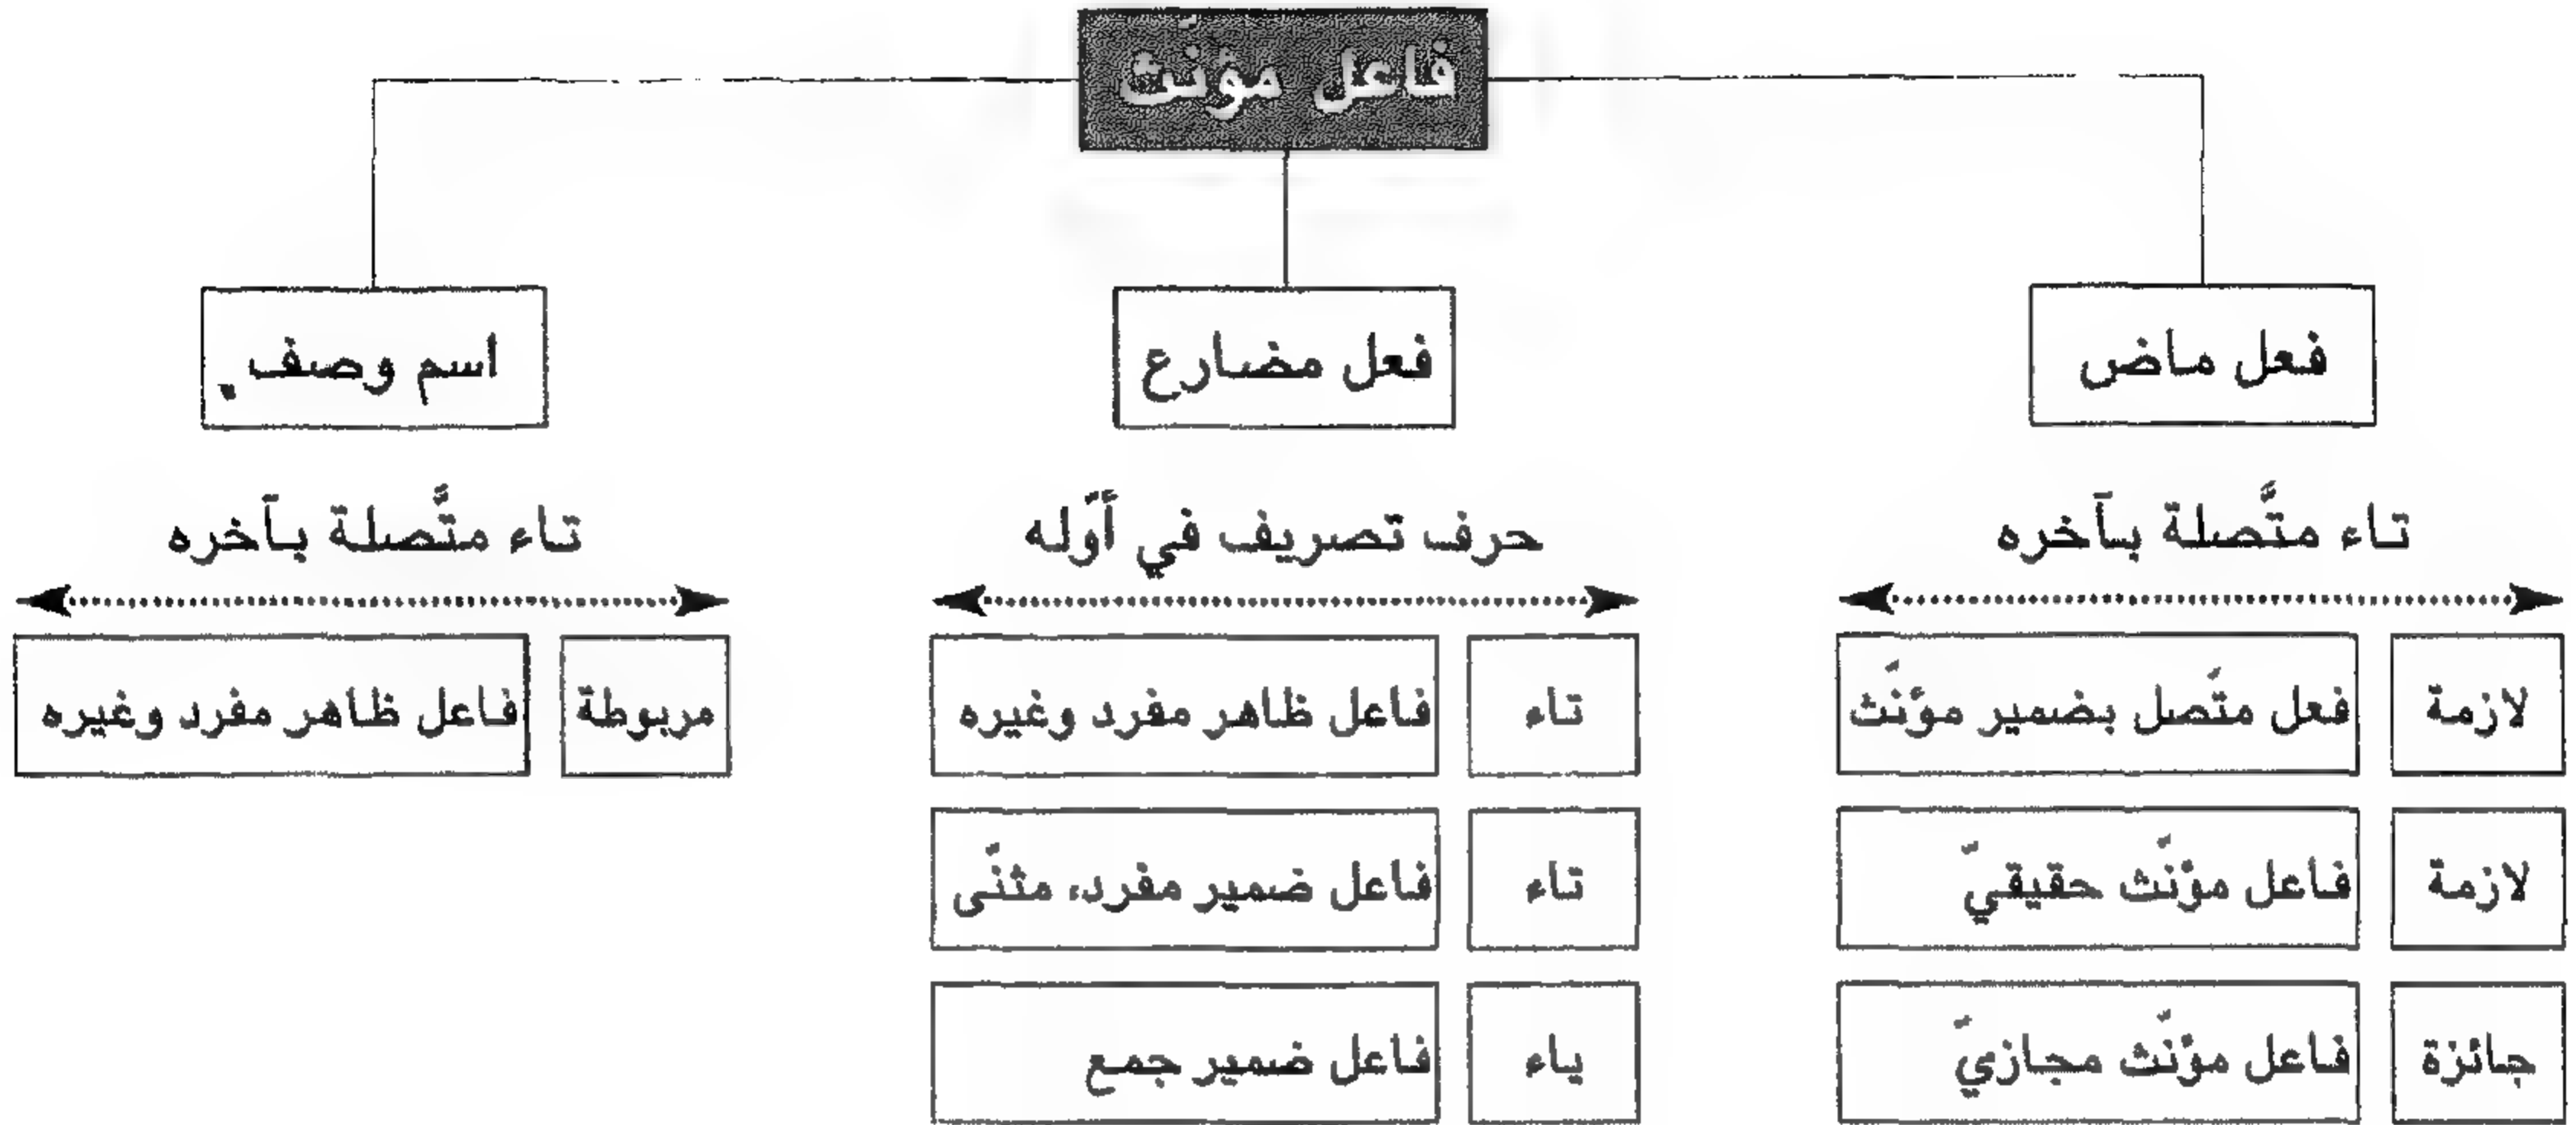 فاعل مؤنّث
فعل ماض
تاء متَّصلة بآخره
لازمة
فعل متّصل بضمير مؤنّث
لازمة
فاعل مؤنّث حقيقيّ
جائزة
فاعل مؤنّث مجازيّ
فعل مضارع
حرف تصريف في أوّله
تاء
فاعل ظاهر مفرد وغيره
تاء
فاعل ضمير مفرد، مثنّى
ياء
فاعل ضمير جمع
اسم وصف
تاء متَّصلة بآخره
مربوطة
فاعل ظاهر مفرد وغيره